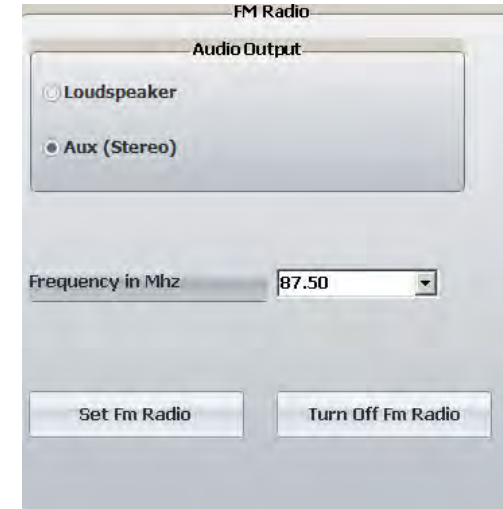 FM Radio
Audio Output
Loudspeaker
Aux (Stereo)
Frequency in Mhz 87.50
Set Fm Radio Turn Off Fm Radio